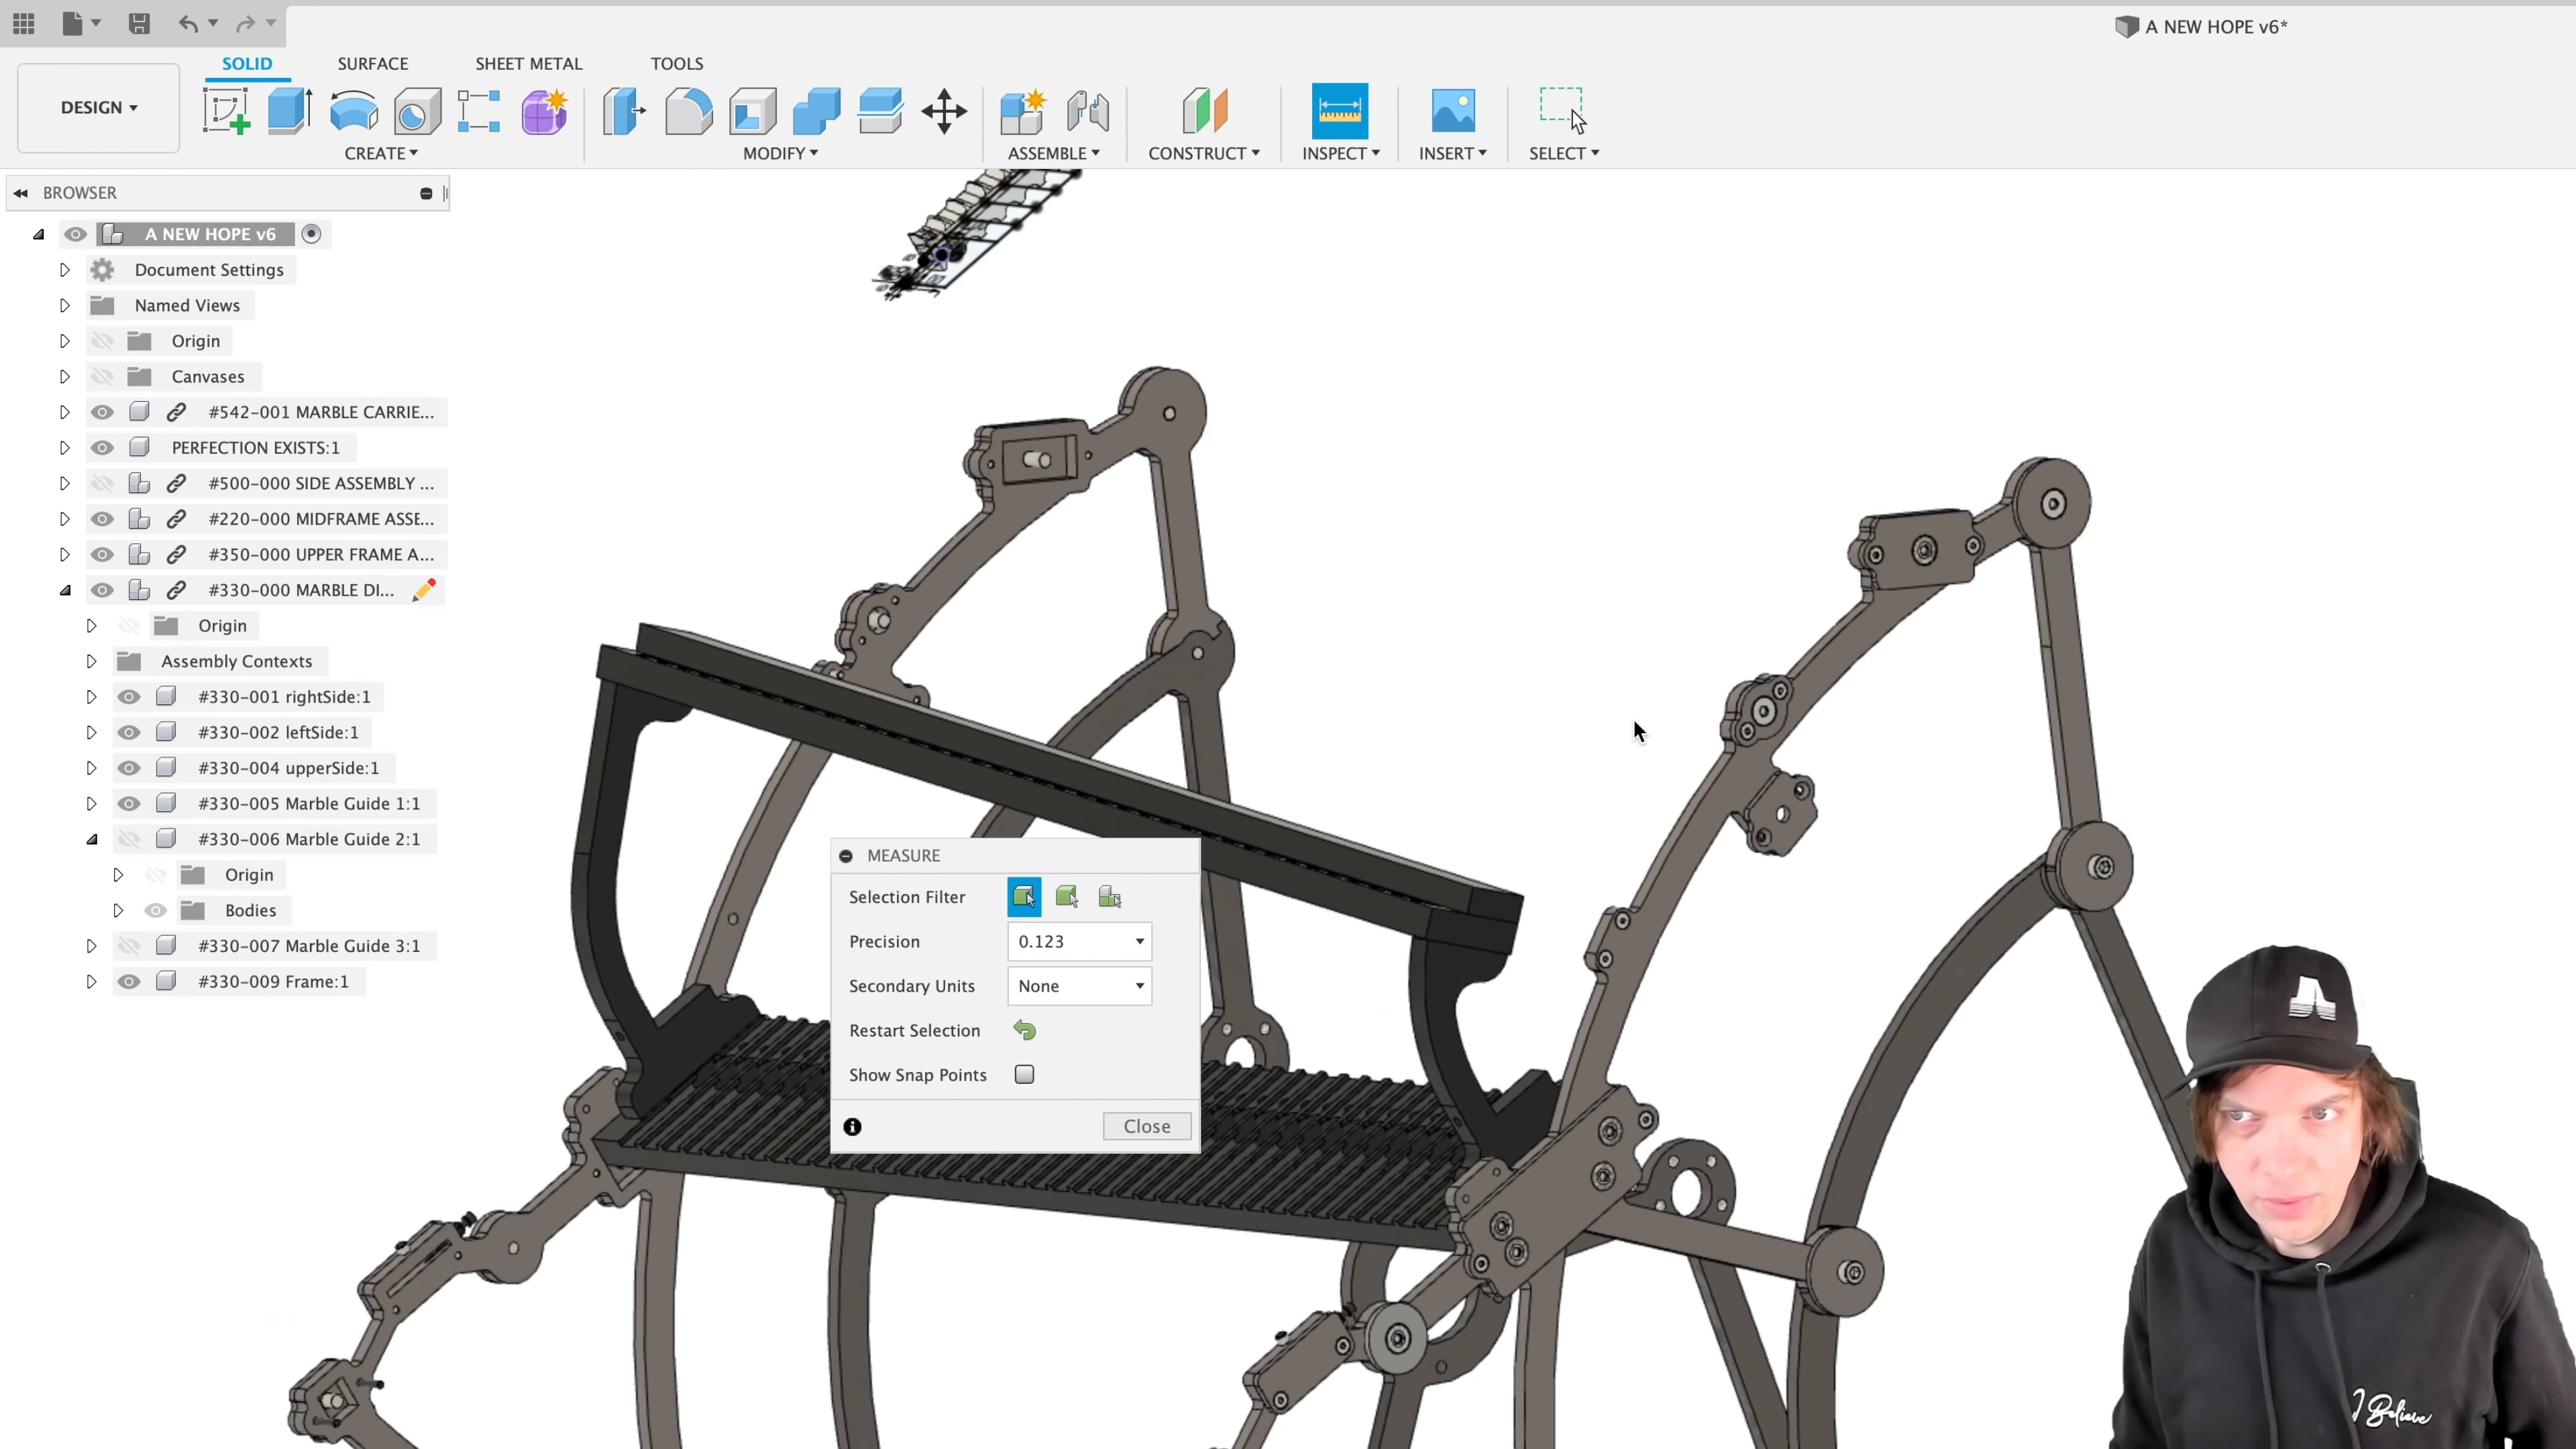 A NEW HOPE v6*
SOLID
SURFACE
SHEET METAL
TOOLS
DESIGN
CREATE
MODIFY
ASSEMBLE
CONSTRUCT
INSPECT
INSERT
SELECT
BROWSER
A NEW HOPE v6
Document Settings
Named Views
Origin
Canvases
#542-001 MARBLE CARRIE...
PERFECTION EXISTS:1
#500-000 SIDE ASSEMBLY ...
#220-000 MIDFRAME ASSE...
#350-000 UPPER FRAME A...
#330-000 MARBLE DI...
Origin
Assembly Contexts
#330-001 rightSide:1
#330-002 leftSide:1
#330-004 upperSide:1
#330-005 Marble Guide 1:1
#330-006 Marble Guide 2:1
Origin
Bodies
#330-007 Marble Guide 3:1
#330-009 Frame:1
MEASURE
Selection Filter
Precision
0.123
Secondary Units
None
Restart Selection
Show Snap Points
Close
I Believe